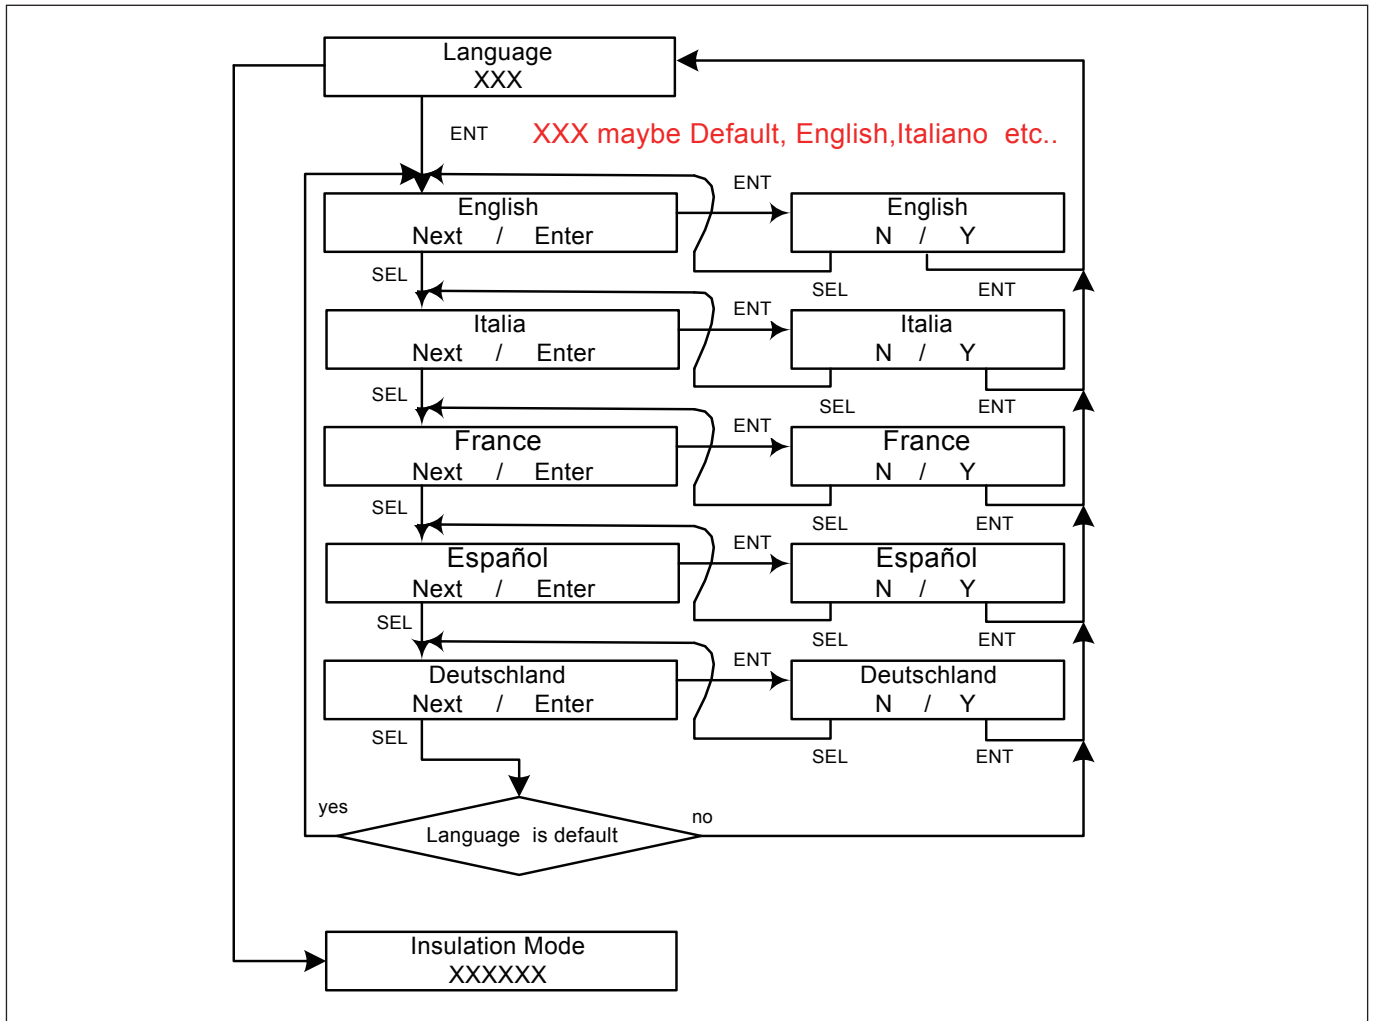 Language
XXX
ENT
XXX maybe Default, English,Italiano etc..
ENT
English
Next / Enter
English
N / Y
SEL
SEL
ENT
ENT
Italia
Next / Enter
Italia
N / Y
SEL
SEL
ENT
ENT
France
Next / Enter
France
N / Y
SEL
SEL
ENT
ENT
Español
Next / Enter
Español
N / Y
SEL
SEL
ENT
ENT
Deutschland
Next / Enter
Deutschland
N / Y
SEL
SEL
ENT
yes
no
Language is default
Insulation Mode
XXXXXX